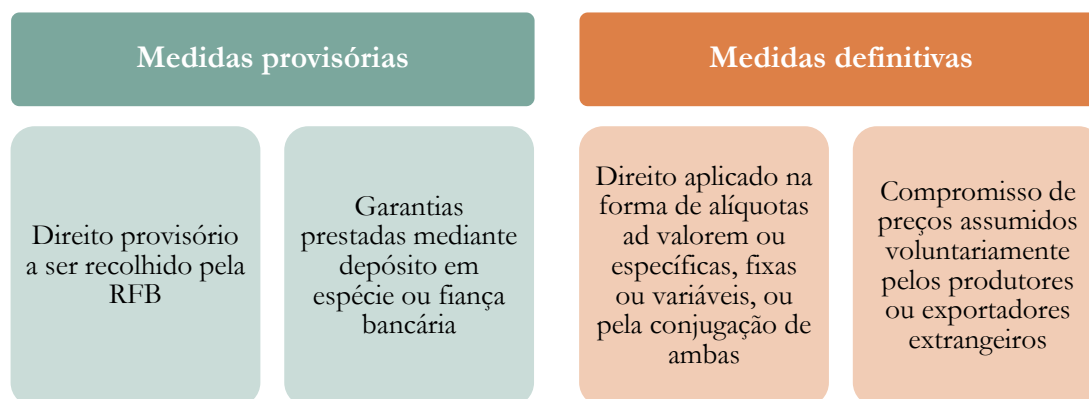 Medidas provisórias
Direito provisório
a ser recolhido pela
RFB
Garantias
prestadas mediante
depósito em
espécie ou fiança
bancária
Medidas definitivas
Direito aplicado na
forma de alíquotas
ad valorem ou
específicas, fixas
ou variáveis, ou
pela conjugação de
ambas
Compromisso de
preços assumidos
voluntariamente
pelos produtores
ou exportadores
extrangeiros